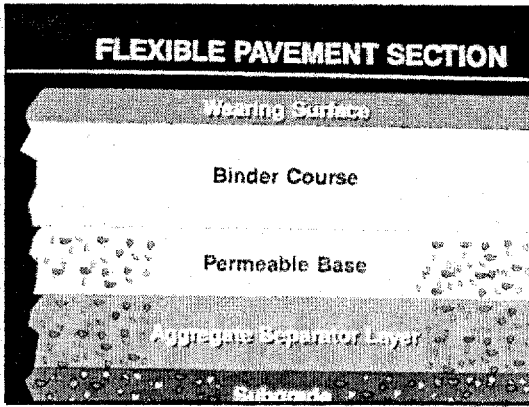 FLEXIBLE PAVEMENT SECTION
Wearing Surface
Binder Course
Permeable Base
Aggregate Separator Layer
Subgrade